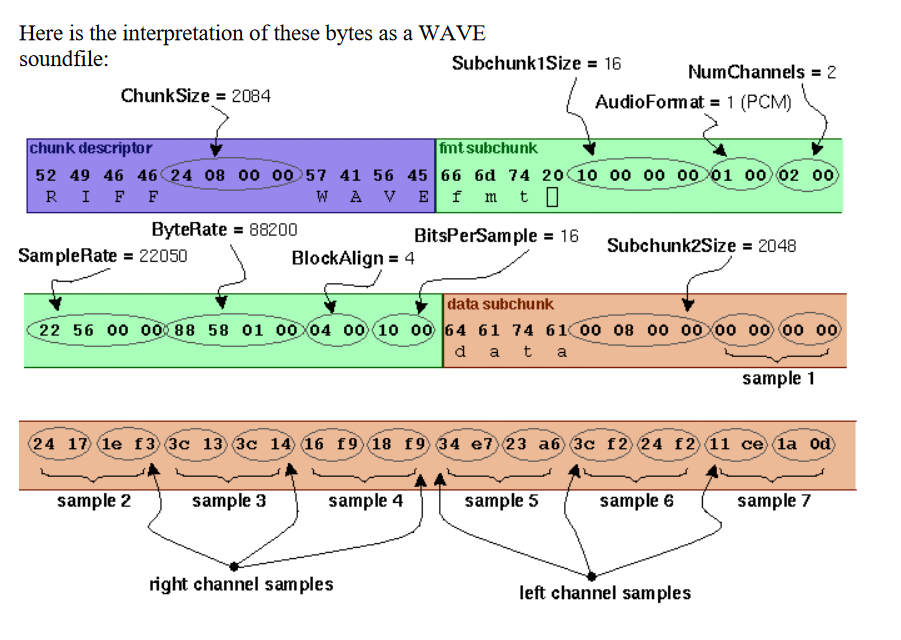 Here is the interpretation of these bytes as a WAVE
soundfile:
Subchunk1Size = 16
NumChannels = 2
ChunkSize = 2084
AudioFormat = 1 (PCM)
chunk descriptor
fmt subchunk
52 49 46 46 24 08 00 00 57 41 56 45 66 6d 74 20 10 00 00 00 01 00 02 00
R I F F W A V E f m t
ByteRate = 88200
BitsPerSample = 16
SampleRate = 22050
BlockAlign = 4
Subchunk2Size = 2048
data subchunk
22 56 00 00 88 58 01 00 04 00 10 00 64 61 74 61 00 08 00 00 00 00 00 00
d a t a
sample 1
24 17 1e f3 3c 13 3c 14 16 f9 18 f9 34 e7 23 a6 3c f2 24 f2 11 ce 1a 0d
sample 2 sample 3 sample 4 sample 5 sample 6 sample 7
right channel samples
left channel samples